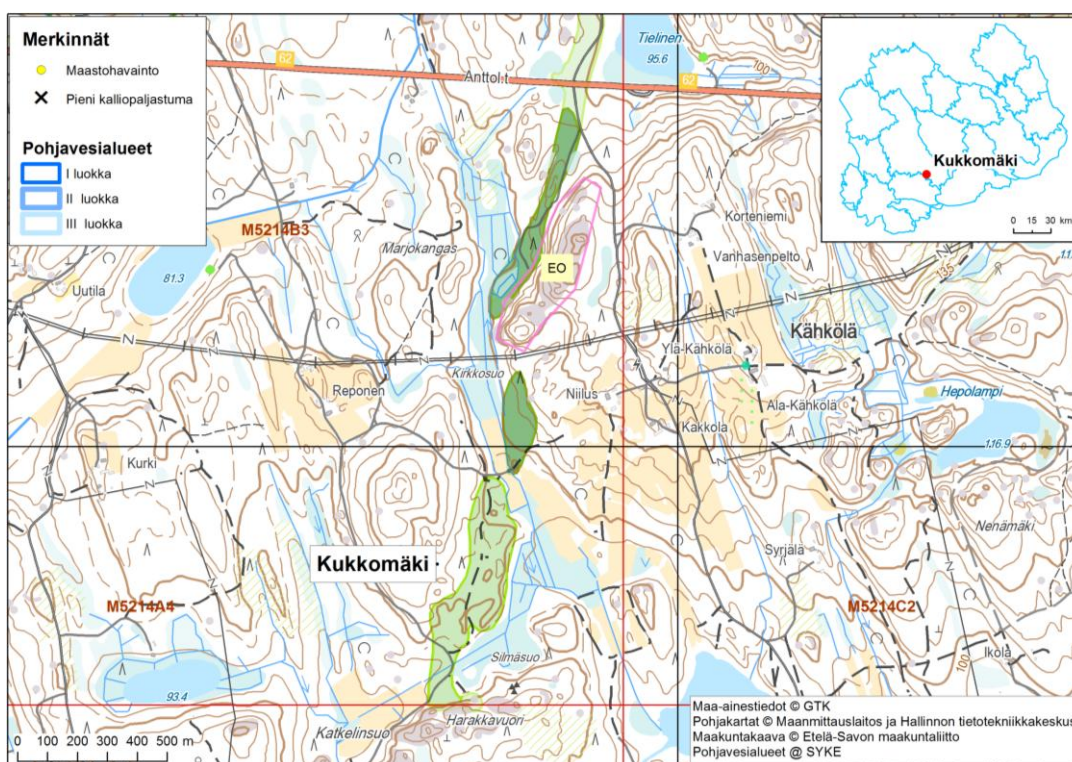 Merkinnät
Maastohavainto
Pieni kalliopaljastuma
Pohjavesialueet
I luokka
II luokka
III luokka
62
Anttol.t
Tielinen
95.6
100
62
Kukkomäki
0 15 30 km
M5214B3
Marjokangas
EO
Korteniemi
Vanhasenpelto
135
81.3
Uutila
Kähkölä
Ylä-Kähkölä
Kirkkosuo
Reponen
Niilus
Ala-Kähkölä
Hepolampi
Kakkola
116.9
Kurki
Nenämäki
Syrjälä
Kukkomäki
M5214A4
M5214C2
Silmäsuo
Ikola
100
93.4
Harakkavuori
Katkelinsuo
0 100 200 300 400 500 m
Maa-ainestiedot © GTK
Pohjakartat © Maanmittauslaitos ja Hallinnon tietotekniikkakeskus
Maakuntakaava © Etelä-Savon maakuntaliitto
Pohjavesialueet @ SYKE